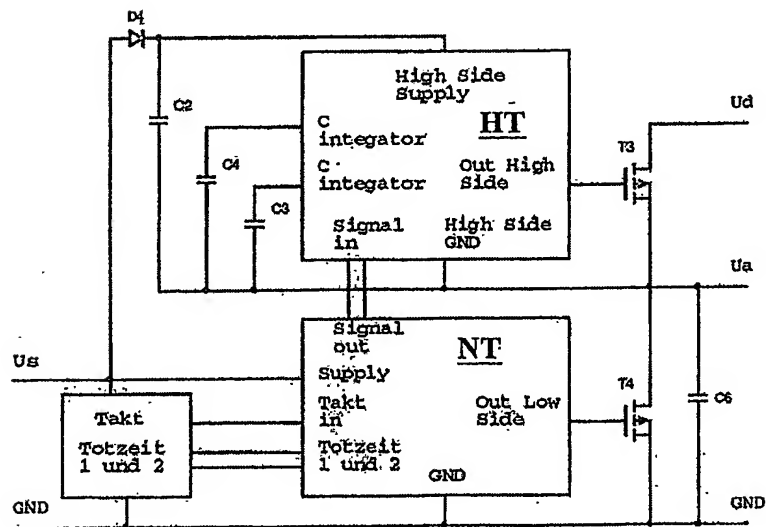 D1
High Side
Supply
HT
C2
Ud
C
integator
C4
C
integator
Out High
Side
T3
C3
Signal
in
High Side
GND
Ua
Signal
out
NT
Us
Supply
T4
Takt
in
Out Low
Side
C6
Takt
Totzeit
1 und 2
Totzeit
1 und 2
GND
GND
GND